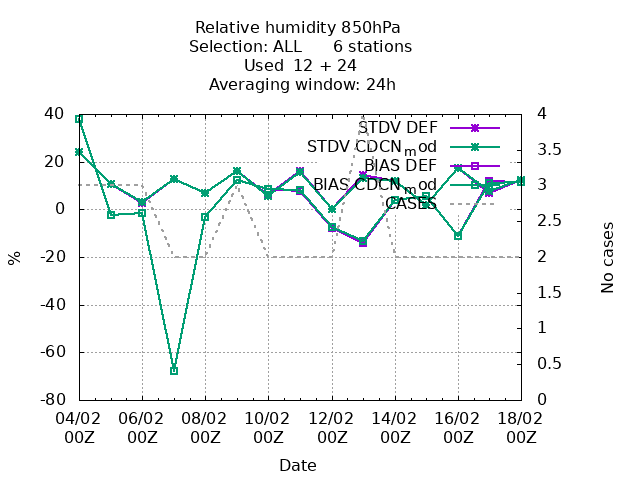 Relative humidity 850hPa
Selection: ALL      6 stations
Used  12 + 24
Averaging window: 24h
STDV DEF
STDV CDCN_mod
BIAS DEF
BIAS CDCN_mod
CASES
40
20
0
-20
-40
-60
-80
%
4
3.5
3
2.5
2
1.5
1
0.5
0
No cases
04/02 06/02 08/02 10/02 12/02 14/02 16/02 18/02
00Z 00Z 00Z 00Z 00Z 00Z 00Z 00Z
Date